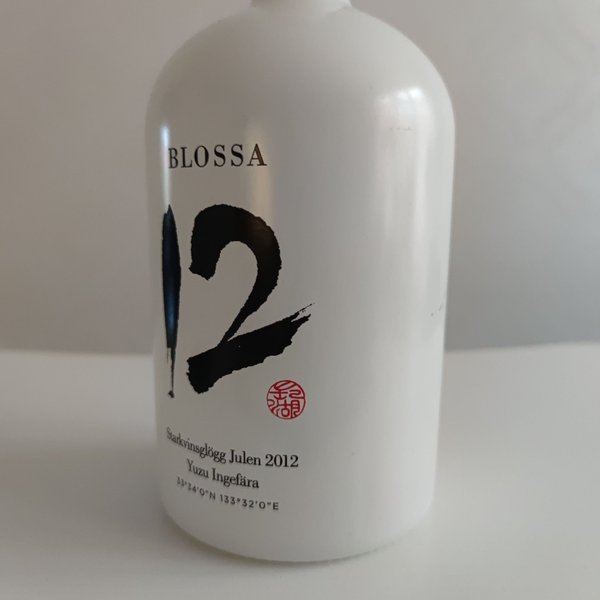 BLOSSA
12
Starkvinsglögg Julen 2012
Yuzu Ingefära
33°34'0"N 133°32'0"E